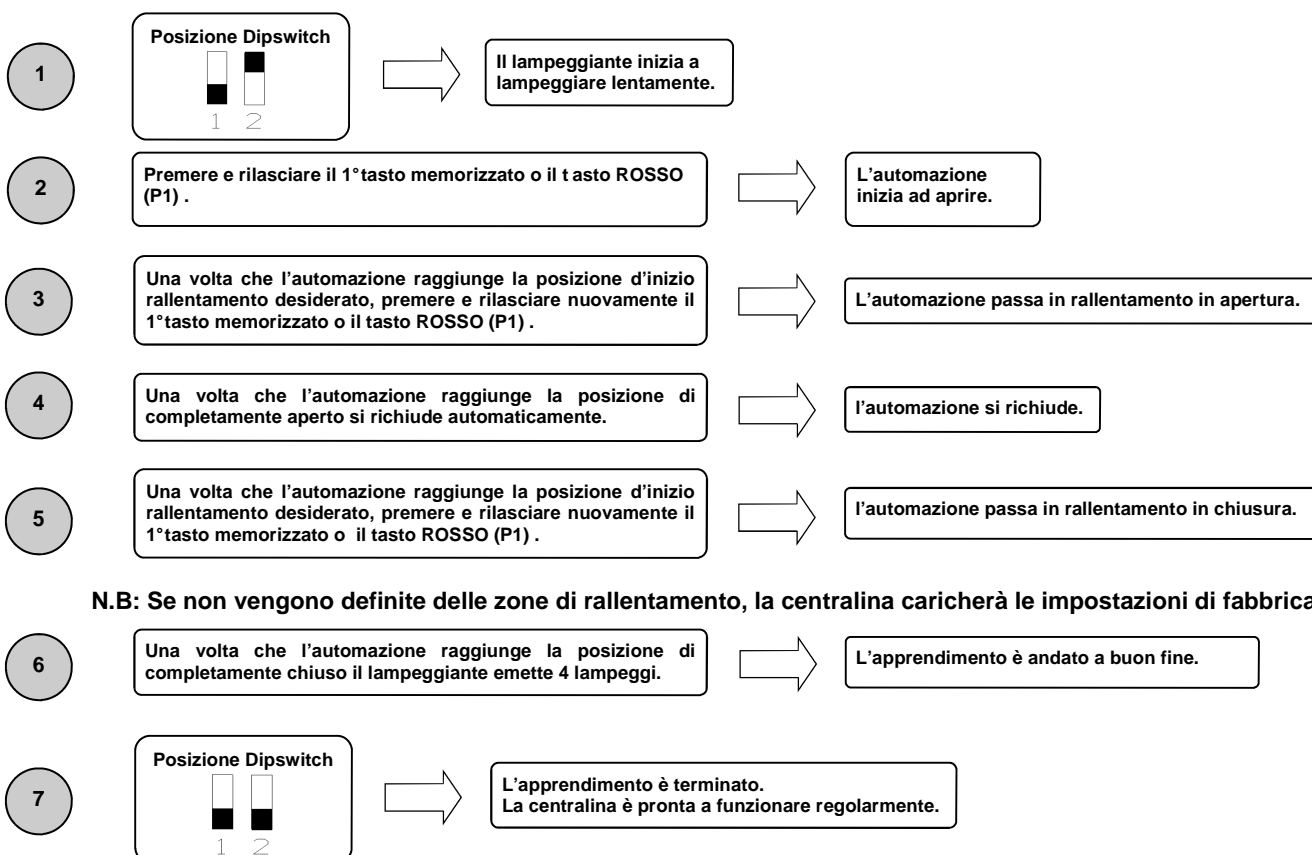 1
Posizione Dipswitch
1 2
Il lampeggiante inizia a
lampeggiare lentamente.
2
Premere e rilasciare il 1°tasto memorizzato o il t asto ROSSO
(P1) .
L'automazione
inizia ad aprire.
3
Una volta che l'automazione raggiunge la posizione d'inizio
rallentamento desiderato, premere e rilasciare nuovamente il
1°tasto memorizzato o il tasto ROSSO (P1) .
L'automazione passa in rallentamento in apertura.
4
Una volta che l'automazione raggiunge la posizione di
completamente aperto si richiude automaticamente.
l'automazione si richiude.
5
Una volta che l'automazione raggiunge la posizione d'inizio
rallentamento desiderato, premere e rilasciare nuovamente il
1°tasto memorizzato o il tasto ROSSO (P1) .
l'automazione passa in rallentamento in chiusura.
N.B: Se non vengono definite delle zone di rallentamento, la centralina caricherà le impostazioni di fabbrica
6
Una volta che l'automazione raggiunge la posizione di
completamente chiuso il lampeggiante emette 4 lampeggi.
L'apprendimento è andato a buon fine.
7
Posizione Dipswitch
1 2
L'apprendimento è terminato.
La centralina è pronta a funzionare regolarmente.